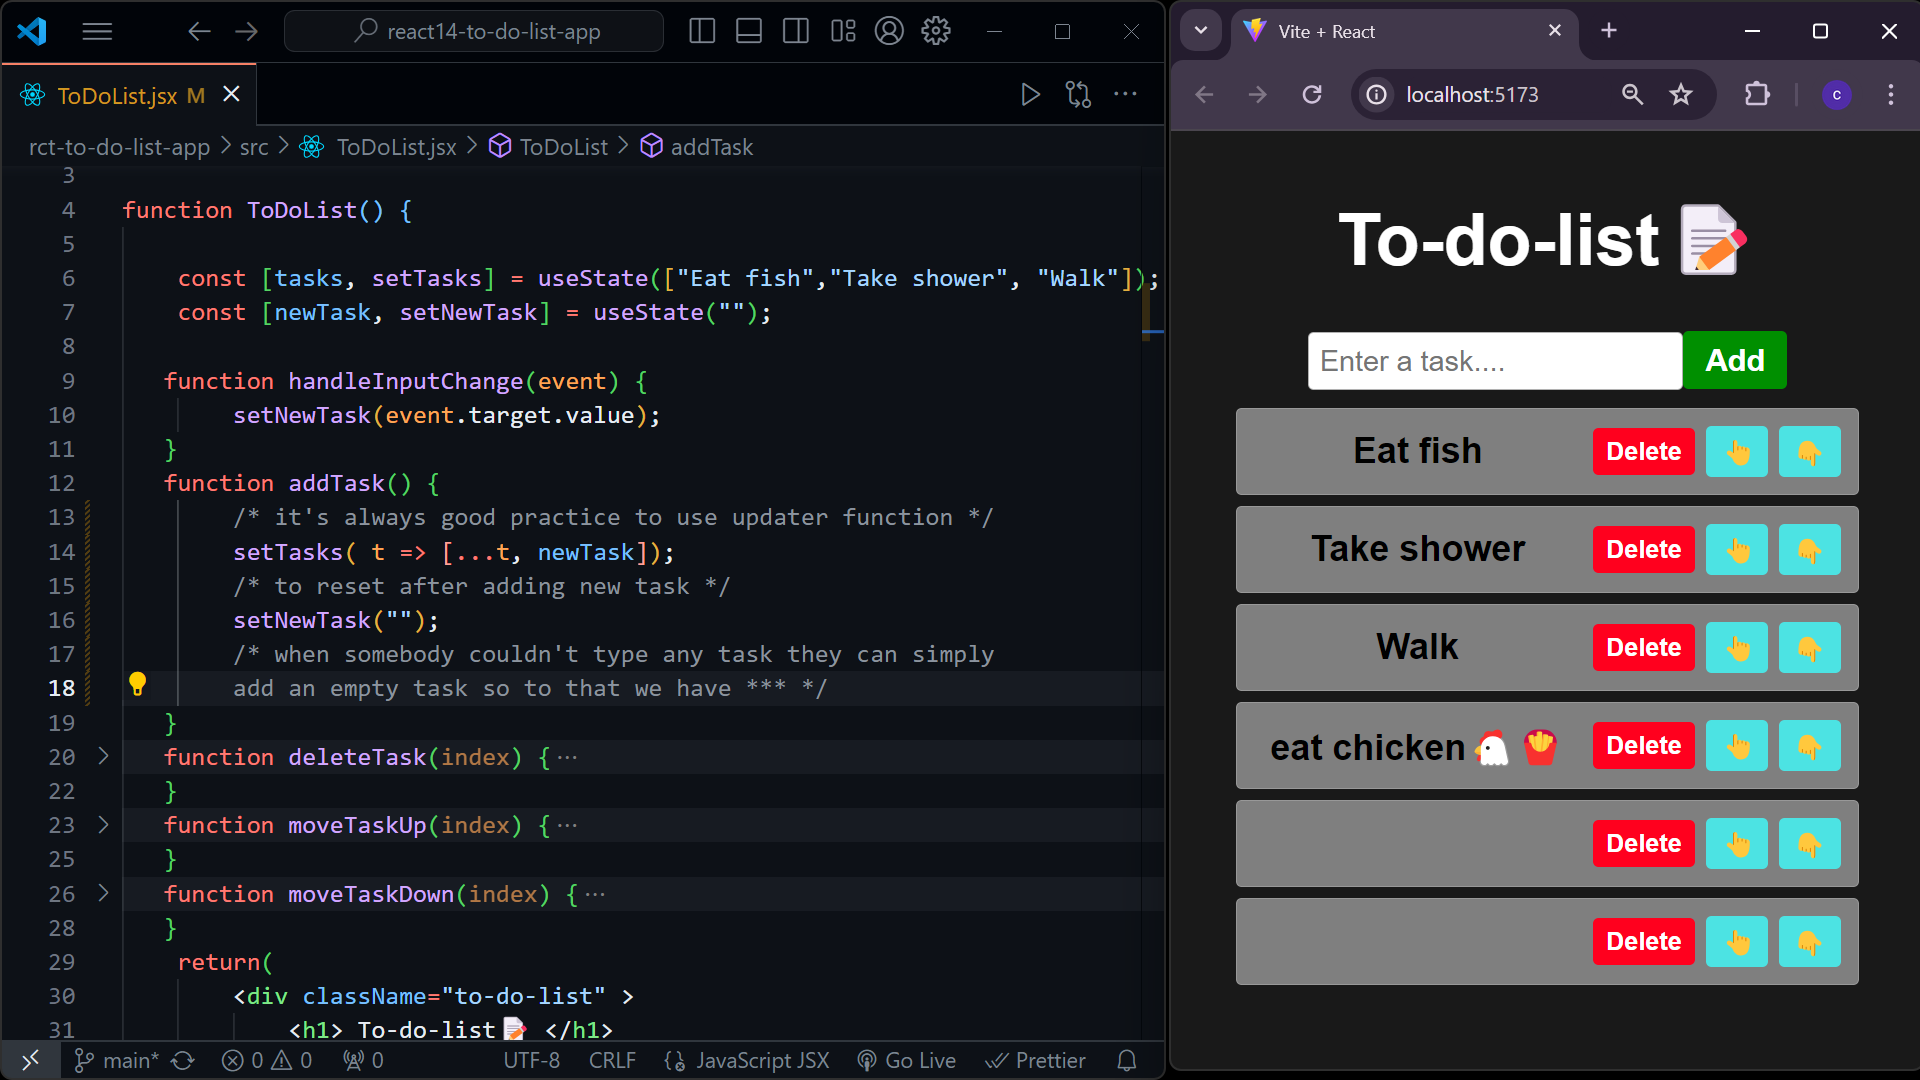 react14-to-do-list-app
ToDoList.jsx M
rct-to-do-list-app > src > ToDoList.jsx > ToDoList > addTask
3
4 function ToDoList() {
5
6 const [tasks, setTasks] = useState(["Eat fish","Take shower", "Walk"]);
7 const [newTask, setNewTask] = useState("");
8
9 function handleInputChange(event) {
10 setNewTask(event.target.value);
11 }
12 function addTask() {
13 /* it's always good practice to use updater function */
14 setTasks( t => [...t, newTask]);
15 /* to reset after adding new task */
16 setNewTask("");
17 /* when somebody couldn't type any task they can simply
18 add an empty task so to that we have *** */
19 }
20 function deleteTask(index) {···
22 }
23 function moveTaskUp(index) {···
25 }
26 function moveTaskDown(index) {···
28 }
29 return(
30 <div className="to-do-list" >
31 <h1> To-do-list📝 </h1>
main* 0 0 0 UTF-8 CRLF JavaScript JSX Go Live Prettier
Vite + React
localhost:5173 c
To-do-list 📝
Enter a task.... Add
Eat fish Delete 👆 👇
Take shower Delete 👆 👇
Walk Delete 👆 👇
eat chicken🐔🍟 Delete 👆 👇
Delete 👆 👇
Delete 👆 👇